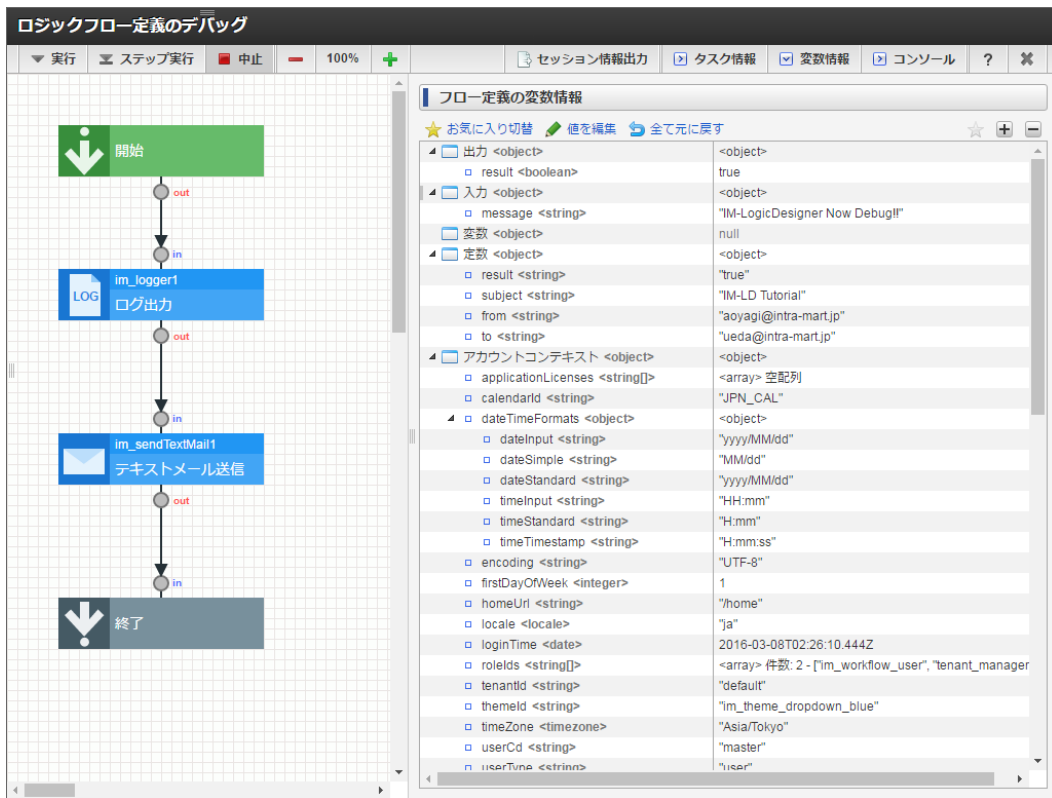 ロジックフロー定義のデバッグ
実行 ステップ実行 中止 100% セッション情報出力 タスク情報 変数情報 コンソール ?
開始
out
in
im_logger1
LOG
ログ出力
out
in
im_sendTextMail1
テキストメール送信
out
in
終了
フロー定義の変数情報
お気に入り切替 値を編集 全て元に戻す
出力 <object> <object>
result <boolean> true
入力 <object> <object>
message <string> "IM-LogicDesigner Now Debug!!"
変数 <object> null
定数 <object> <object>
result <string> "true"
subject <string> "IM-LD Tutorial"
from <string> "aoyagi@intra-mart.jp"
to <string> "ueda@intra-mart.jp"
アカウントコンテキスト <object> <object>
applicationLicenses <string[]> <array> 空配列
calendarId <string> "JPN_CAL"
dateTimeFormats <object> <object>
dateInput <string> "yyyy/MM/dd"
dateSimple <string> "MM/dd"
dateStandard <string> "yyyy/MM/dd"
timeInput <string> "HH:mm"
timeStandard <string> "H:mm"
timeTimestamp <string> "H:mm:ss"
encoding <string> "UTF-8"
firstDayOfWeek <integer> 1
homeUrl <string> "/home"
locale <locale> "ja"
loginTime <date> 2016-03-08T02:26:10.444Z
roleIds <string[]> <array> 件数: 2 - ["im_workflow_user", "tenant_manager
tenantId <string> "default"
themeId <string> "im_theme_dropdown_blue"
timeZone <timezone> "Asia/Tokyo"
userCd <string> "master"
userType <string> "user"